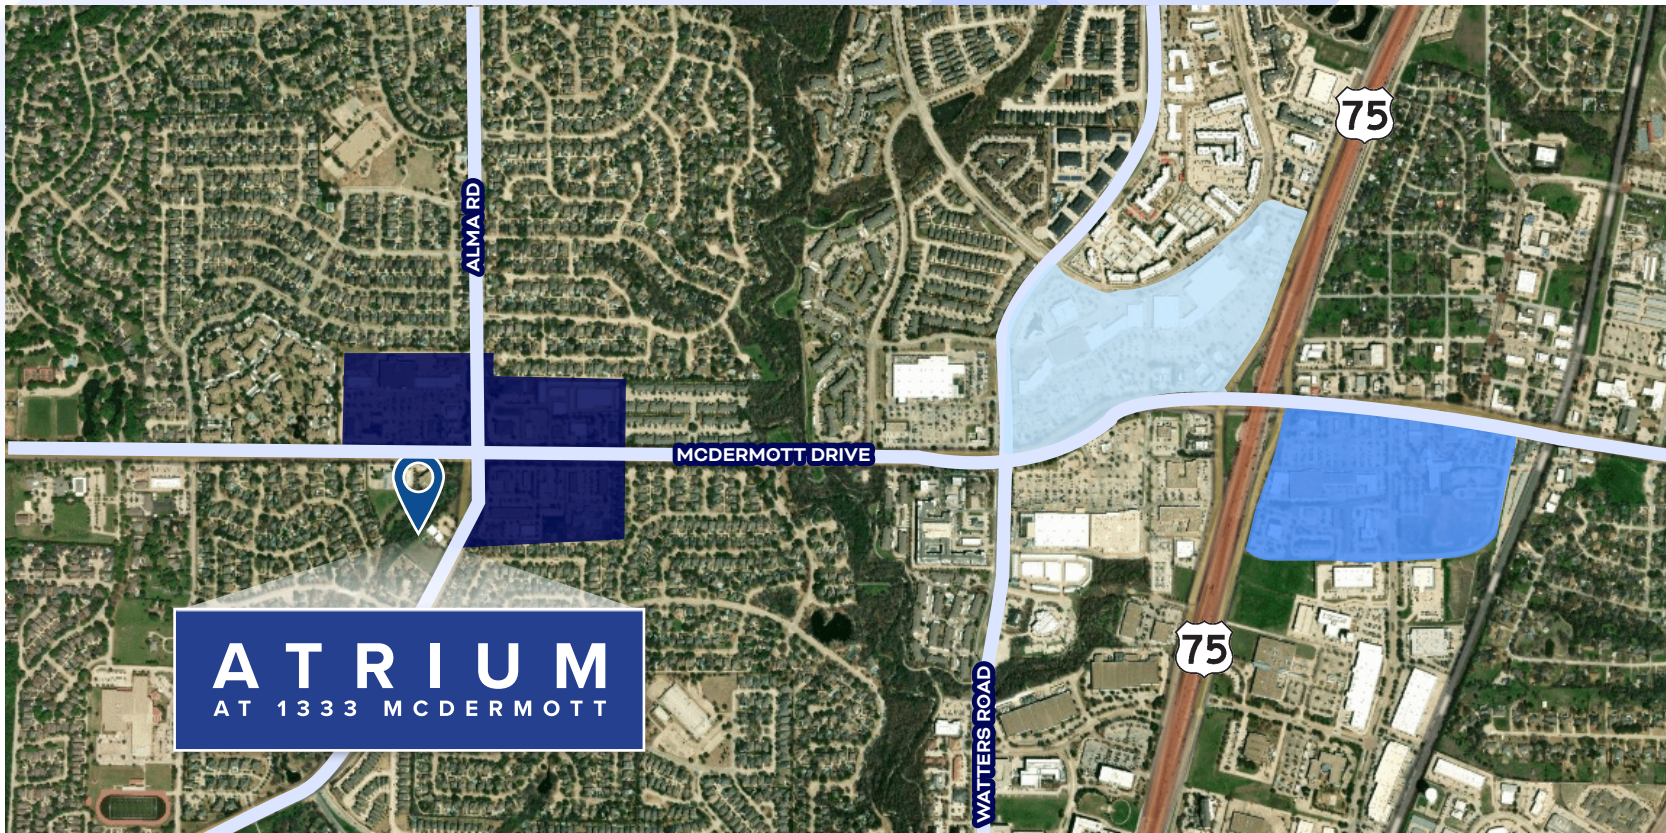 75
ALMA RD
MCDERMOTT DRIVE
75
ATRIUM
AT 1333 MCDERMOTT
WATTERS ROAD